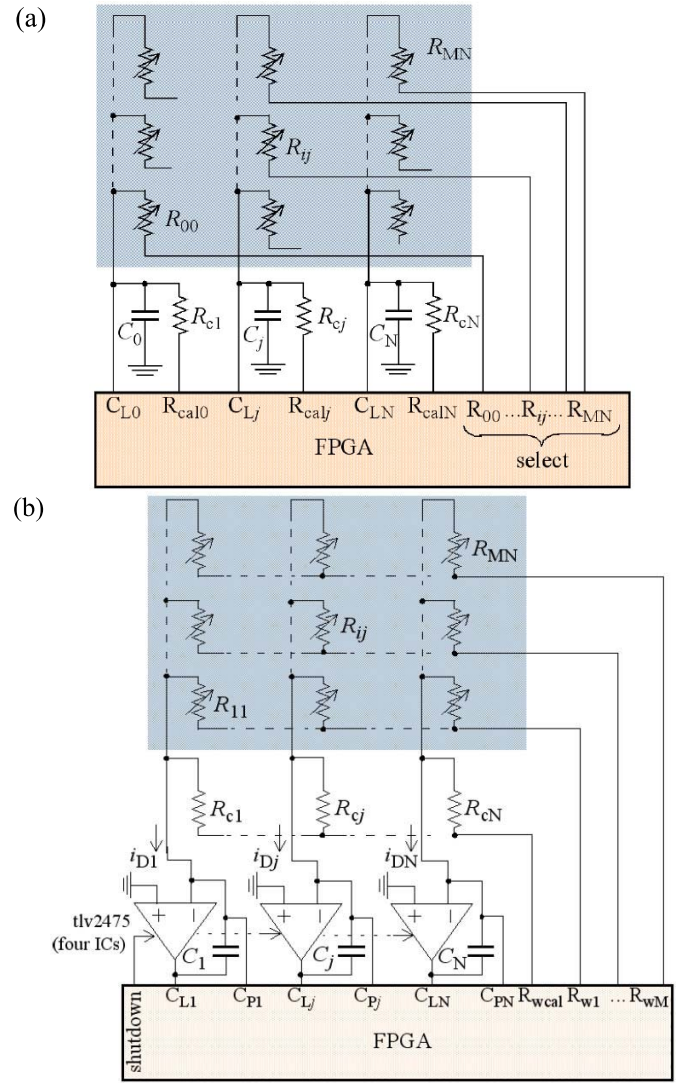 (a)
R_MN
R_ij
R_00
C_0 R_c1 C_j R_cj C_N R_cN
C_L0 R_cal0 C_Lj R_calj C_LN R_calN R_00 ...R_ij... R_MN
FPGA
select
(b)
R_MN
R_ij
R_11
R_c1 R_cj R_cN
i_D1 i_Dj i_DN
+ − + − + −
tlv2475
(four ICs)
C_1 C_j C_N
shutdown
C_L1 C_P1 C_Lj C_Pj C_LN C_PN R_wcal R_w1 ... R_wM
FPGA